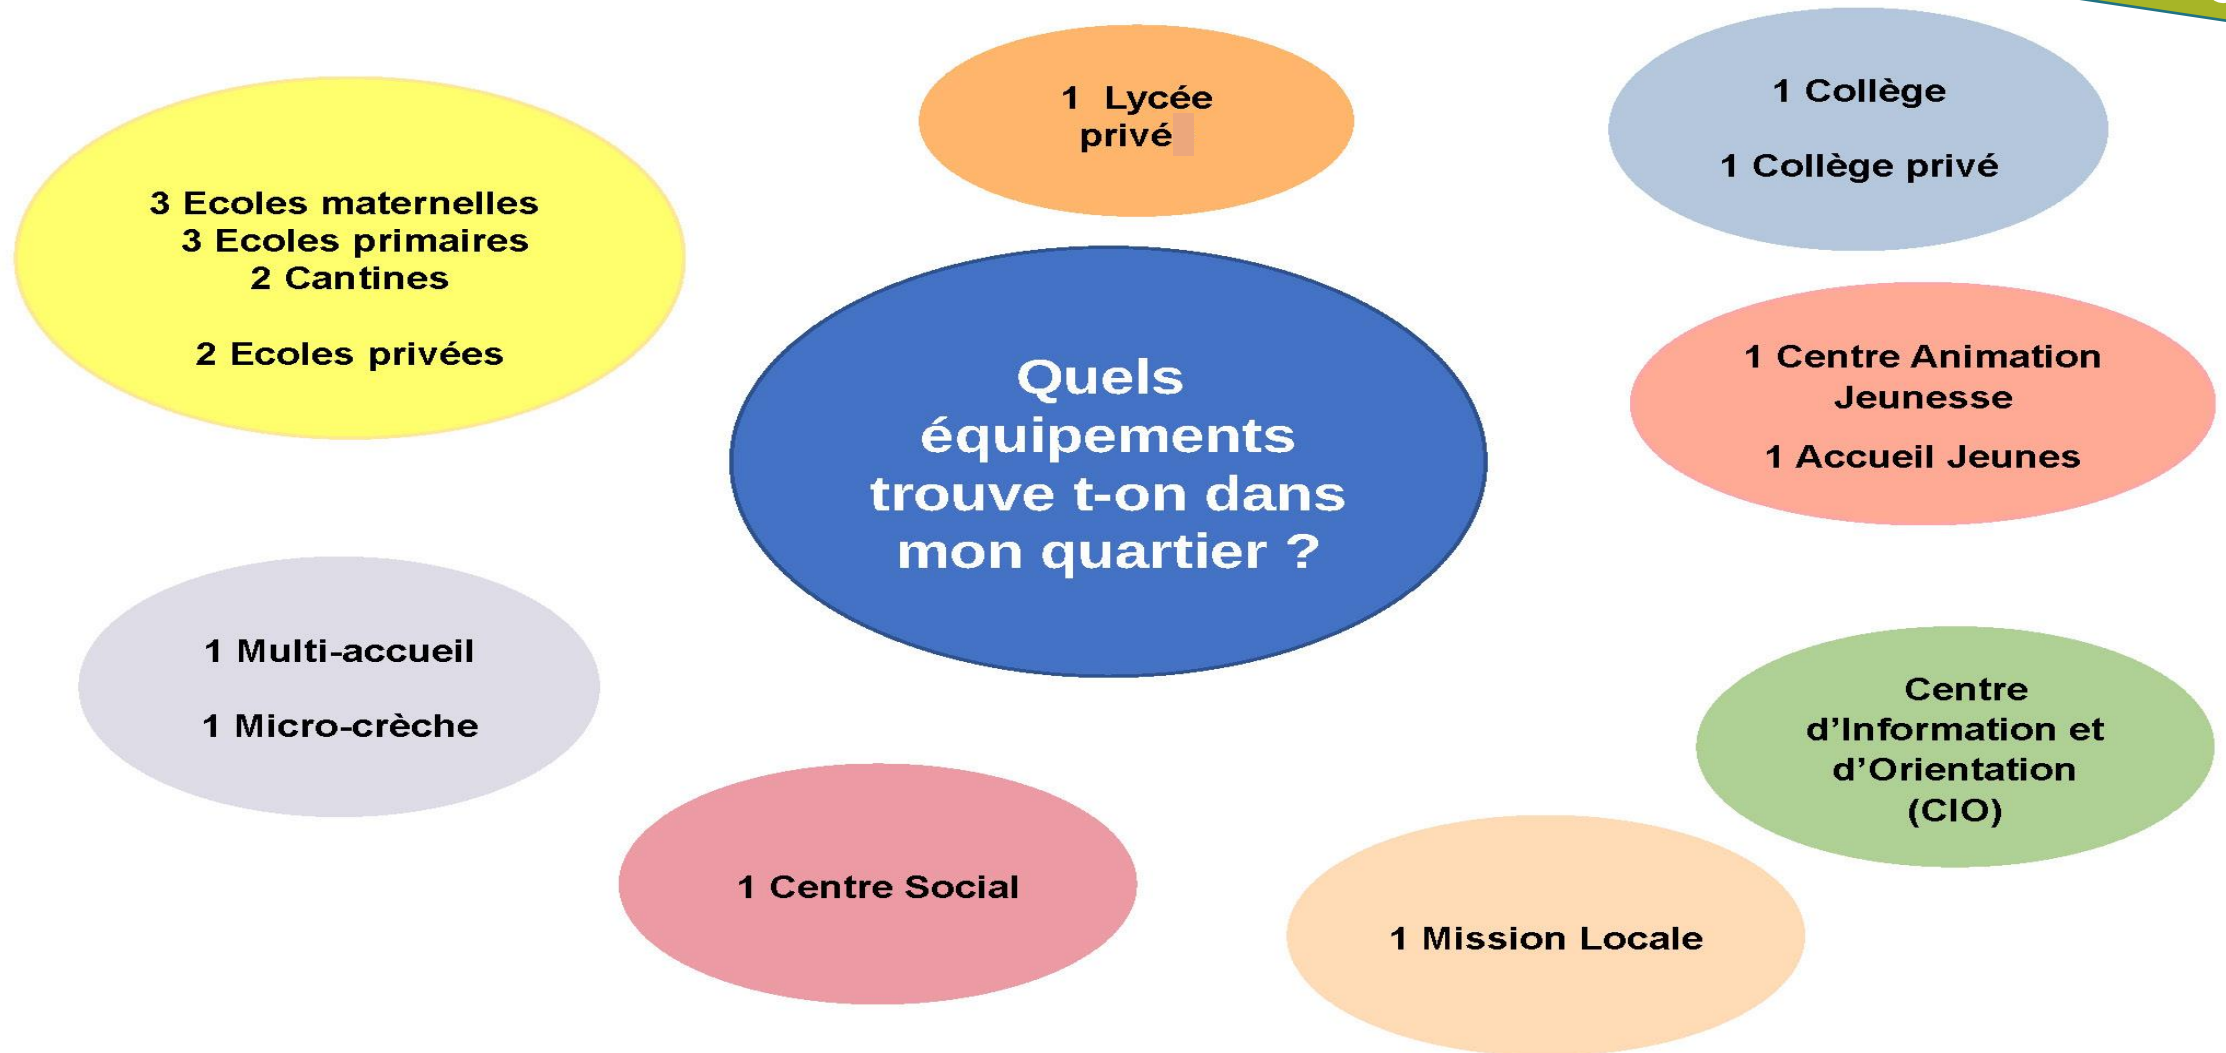 1 Lycée
privé
1 Collège
1 Collège privé
3 Ecoles maternelles
3 Ecoles primaires
2 Cantines
2 Ecoles privées
Quels
équipements
trouve t-on dans
mon quartier ?
1 Centre Animation
Jeunesse
1 Accueil Jeunes
1 Multi-accueil
1 Micro-crèche
Centre
d’Information et
d’Orientation
(CIO)
1 Centre Social
1 Mission Locale